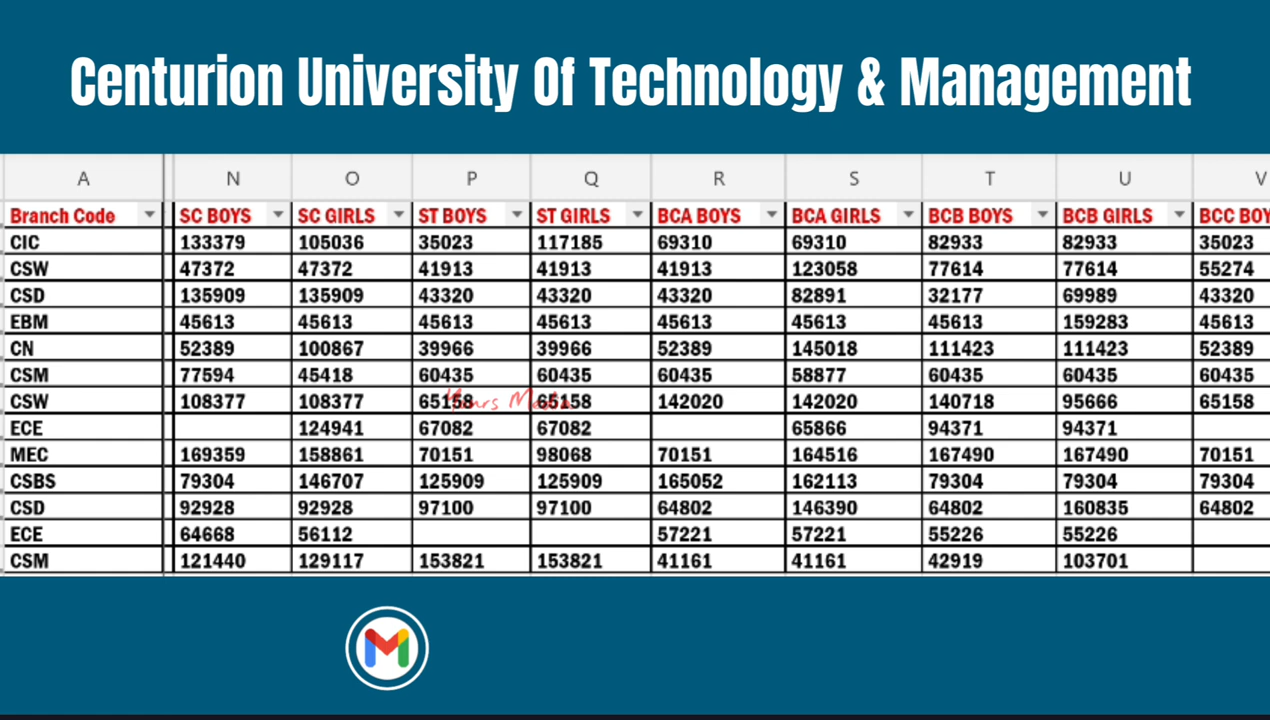 Centurion University Of Technology & Management
A N O P Q R S T U V
Branch Code SC BOYS SC GIRLS ST BOYS ST GIRLS BCA BOYS BCA GIRLS BCB BOYS BCB GIRLS BCC BOY
CIC 133379 105036 35023 117185 69310 69310 82933 82933 35023
CSW 47372 47372 41913 41913 41913 123058 77614 77614 55274
CSD 135909 135909 43320 43320 43320 82891 32177 69989 43320
EBM 45613 45613 45613 45613 45613 45613 45613 159283 45613
CN 52389 100867 39966 39966 52389 145018 111423 111423 52389
CSM 77594 45418 60435 60435 60435 58877 60435 60435 60435
CSW 108377 108377 65158 65158 142020 142020 140718 95666 65158
Yours
ECE 124941 67082 67082 65866 94371 94371
MEC 169359 158861 70151 98068 70151 164516 167490 167490 70151
CSBS 79304 146707 125909 125909 165052 162113 79304 79304 79304
CSD 92928 92928 97100 97100 64802 146390 64802 160835 64802
ECE 64668 56112 57221 57221 55226 55226
CSM 121440 129117 153821 153821 41161 41161 42919 103701